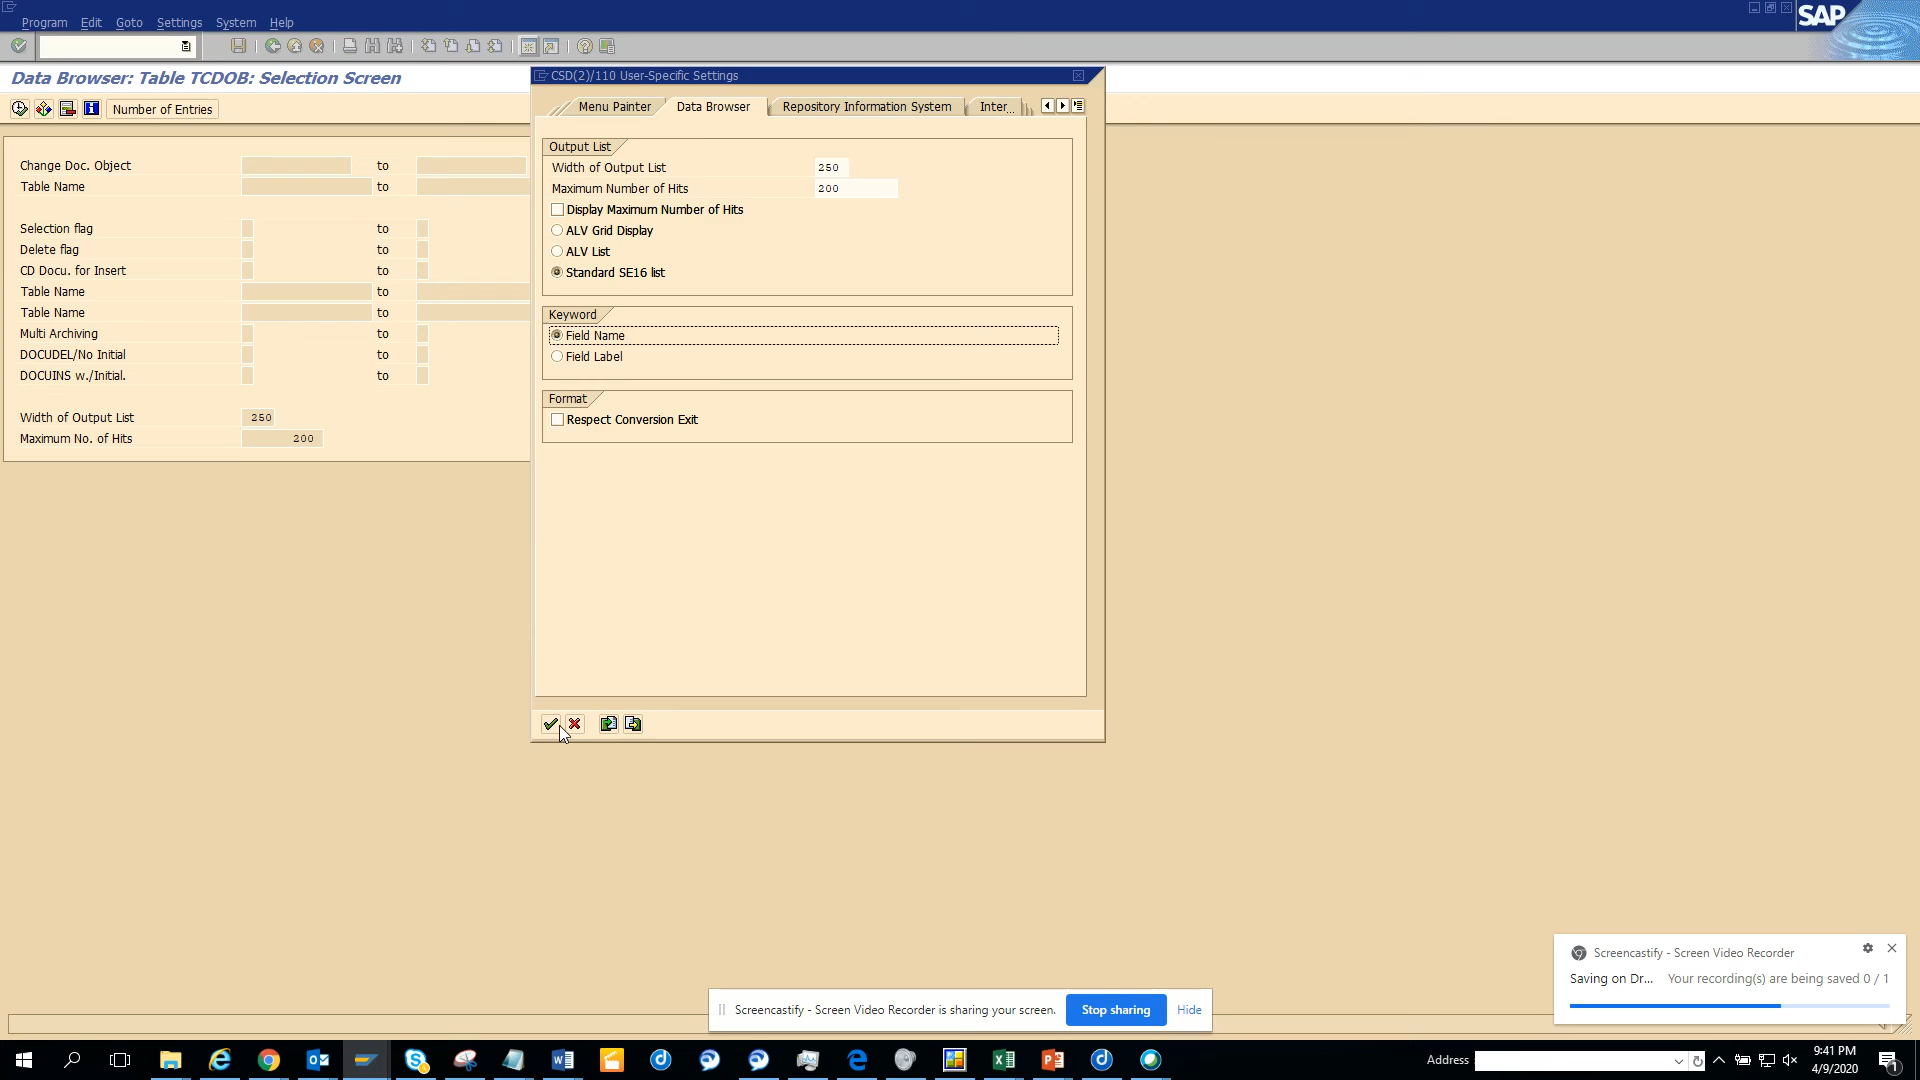 Program Edit Goto Settings System Help
SAP
Data Browser: Table TCDOB: Selection Screen
Number of Entries
CSD(2)/110 User-Specific Settings
Menu Painter Data Browser Repository Information System Inter...
Change Doc. Object to
Table Name to
Selection flag to
Delete flag to
CD Docu. for Insert to
Table Name to
Table Name to
Multi Archiving to
DOCUDEL/No Initial to
DOCUINS w./Initial. to
Width of Output List 250
Maximum No. of Hits 200
Output List
Width of Output List 250
Maximum Number of Hits 200
Display Maximum Number of Hits
ALV Grid Display
ALV List
Standard SE16 list
Keyword
Field Name
Field Label
Format
Respect Conversion Exit
Screencastify - Screen Video Recorder
Saving on Dr... Your recording(s) are being saved 0 / 1
Screencastify - Screen Video Recorder is sharing your screen. Stop sharing Hide
Address
9:41 PM
4/9/2020
1